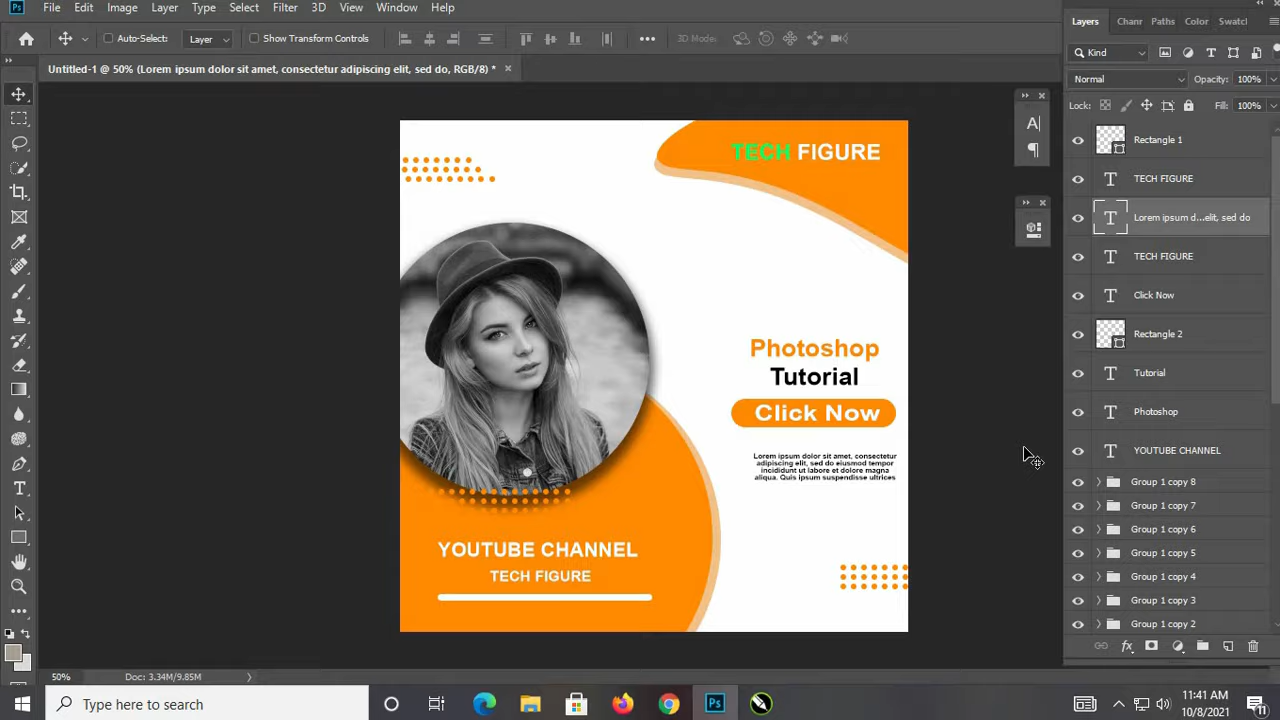 File Edit Image Layer Type Select Filter 3D View Window Help
Auto-Select: Layer Show Transform Controls 3D Mode:
Untitled-1 @ 50% (Lorem ipsum dolor sit amet, consectetur adipiscing elit, sed do, RGB/8) *
TECH FIGURE
Photoshop
Tutorial
Click Now
Lorem ipsum dolor sit amet, consectetur
adipiscing elit, sed do eiusmod tempor
incididunt ut labore et dolore magna
aliqua. Quis ipsum suspendisse ultrices
YOUTUBE CHANNEL
TECH FIGURE
Layers Chanr Paths Color Swatcl
Kind
Normal Opacity: 100%
Lock: Fill: 100%
Rectangle 1
TECH FIGURE
Lorem ipsum d...elit, sed do
TECH FIGURE
Click Now
Rectangle 2
Tutorial
Photoshop
YOUTUBE CHANNEL
Group 1 copy 8
Group 1 copy 7
Group 1 copy 6
Group 1 copy 5
Group 1 copy 4
Group 1 copy 3
Group 1 copy 2
50% Doc: 3.34M/9.85M
Type here to search
11:41 AM
10/8/2021